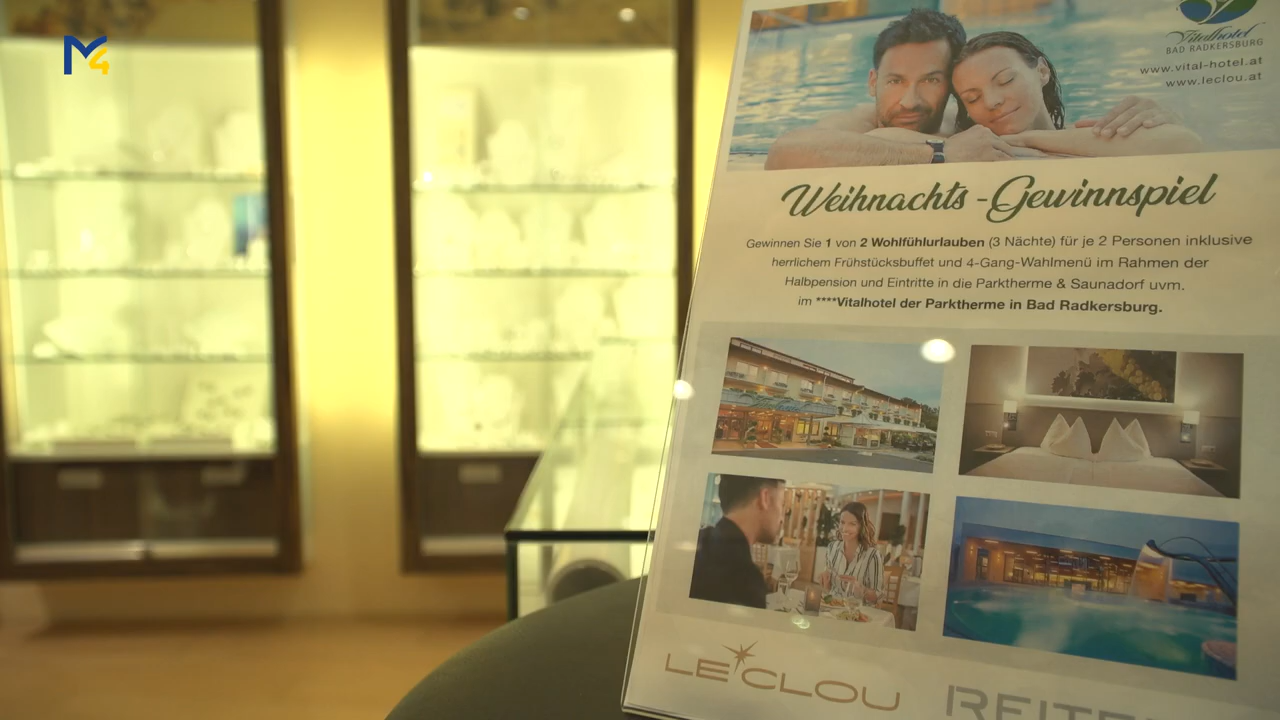 M4
Vitalhotel
BAD RADKERSBURG
www.vital-hotel.at
www.leclou.at
Weihnachts-Gewinnspiel
Gewinnen Sie 1 von 2 Wohlfühlurlauben (3 Nächte) für je 2 Personen inklusive
herrlichem Frühstücksbuffet und 4-Gang-Wahlmenü im Rahmen der
Halbpension und Eintritte in die Parktherme & Saunadorf uvm.
im ****Vitalhotel der Parktherme in Bad Radkersburg.
LE CLOU